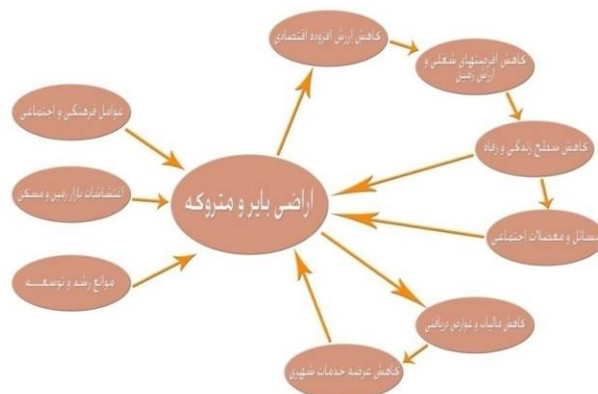 کاهش ارزش افزوده اقتصادی
کاهش افرصتهای شغلی و
ارزش زمین
عوامل فرهنگی و اجتماعی
کاهش سطح زندگی و رفاه
اغتشاشات بازار زمین و مسکن
اراضی بایر و متروکه
مسائل و معضلات اجتماعی
موانع رشد و توسعه
کاهش مالیات و عوارض دریافتی
کاهش عرضه خدمات شهری